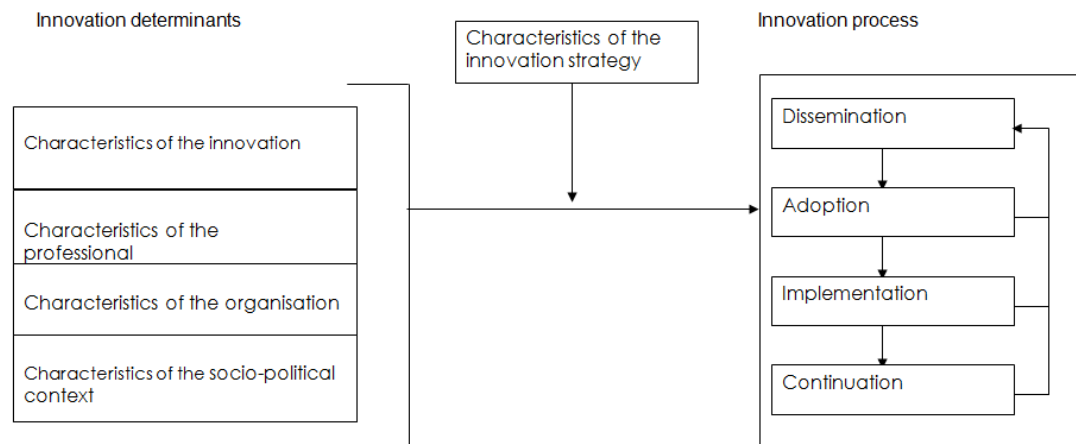 Innovation determinants
Characteristics of the
innovation strategy
Innovation process
Characteristics of the innovation
Characteristics of the
professional
Characteristics of the organisation
Characteristics of the socio-political
context
Dissemination
Adoption
Implementation
Continuation